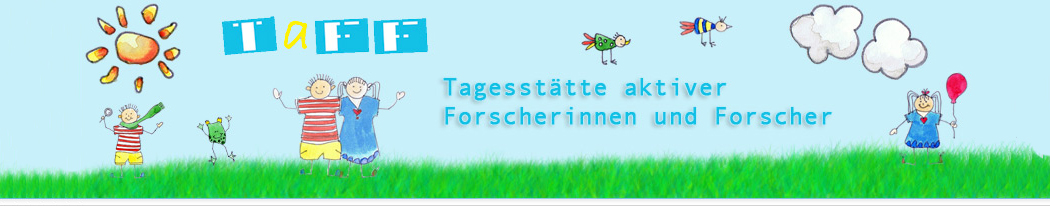 TaFF
Tagesstätte aktiver
Forscherinnen und Forscher